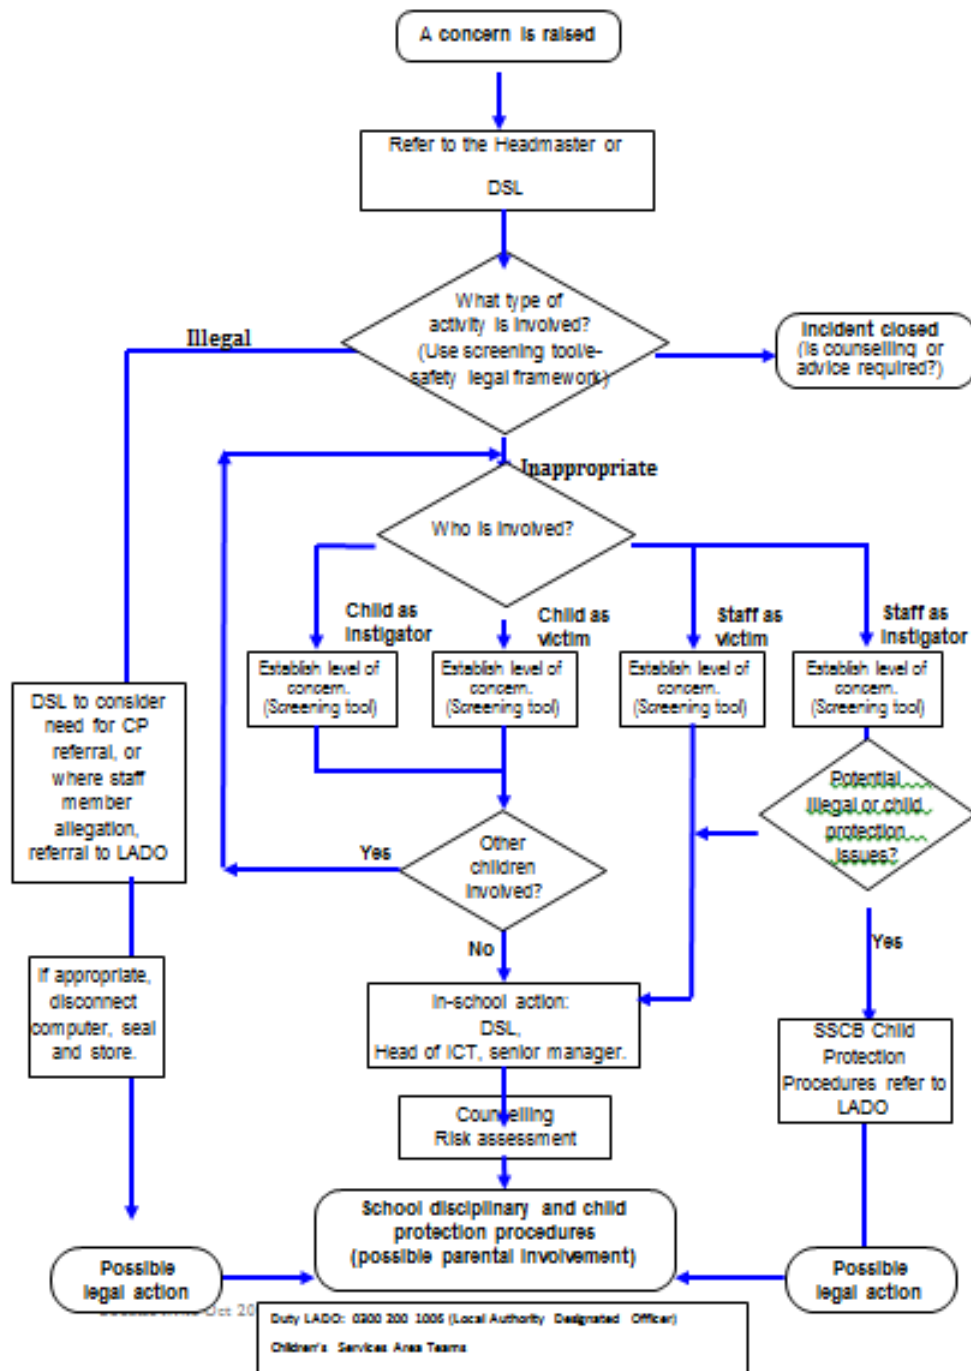 A concern is raised
Refer to the Headmaster or
DSL
What type of
activity is involved?
(Use screening tool/e-
safety legal framework)
Illegal
Incident closed
(Is counselling or
advice required?)
Inappropriate
Who is involved?
Child as
instigator
Child as
victim
Staff as
victim
Staff as
instigator
Establish level of
concern.
(Screening tool)
Establish level of
concern.
(Screening tool)
Establish level of
concern.
(Screening tool)
Establish level of
concern.
(Screening tool)
DSL to consider
need for CP
referral, or
where staff
member
allegation,
referral to LADO
Potential
illegal or child
protection
issues?
Yes
Other
children
involved?
No
Yes
If appropriate,
disconnect
computer, seal
and store.
In-school action:
DSL,
Head of ICT, senior manager.
SSCB Child
Protection
Procedures refer to
LADO
Counselling
Risk assessment
School disciplinary and child
protection procedures
(possible parental involvement)
Possible
legal action
Possible
legal action
Oct 20
Duty LADO: 0300 200 1006 (Local Authority Designated Officer)
Children's Services Area Teams